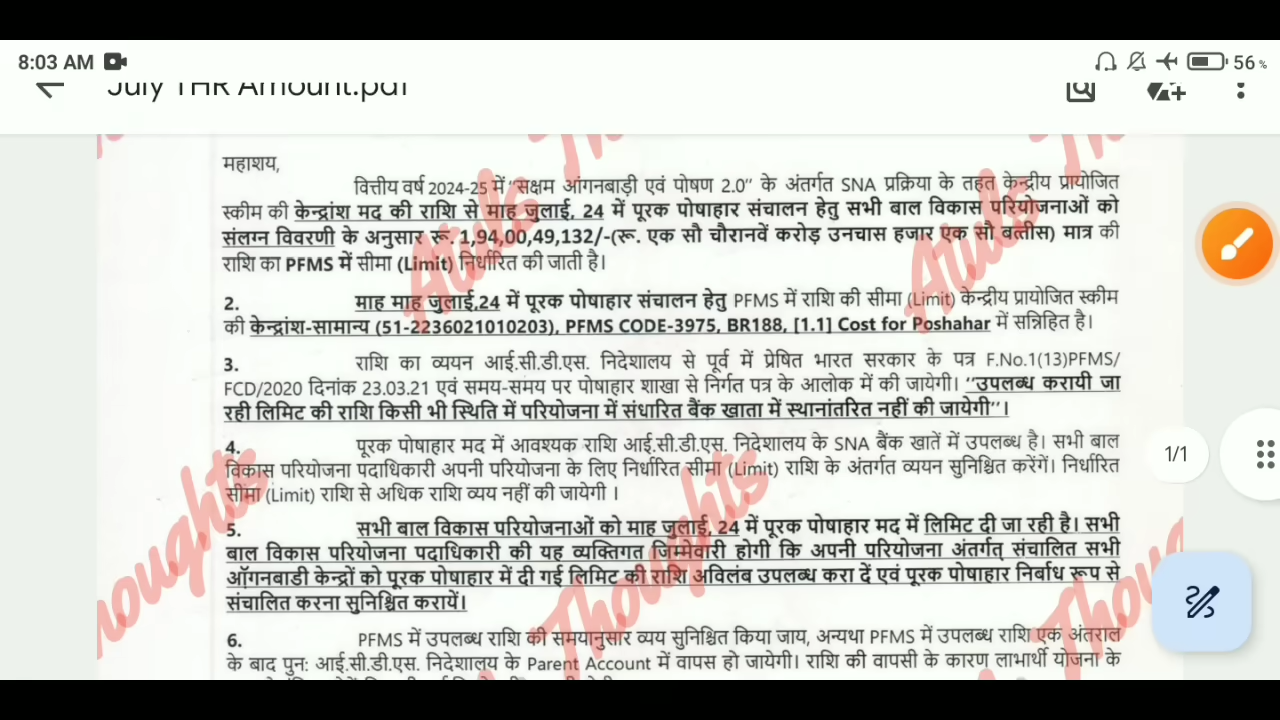 8:03 AM
56 %
July THR Amount.pdf
महाशय,
वित्तीय वर्ष 2024-25 में "सक्षम आंगनबाड़ी एवं पोषण 2.0" के अंतर्गत SNA प्रक्रिया के तहत केन्द्रीय प्रायोजित
स्कीम की केन्द्रांश मद की राशि से माह जुलाई, 24 में पूरक पोषाहार संचालन हेतु सभी बाल विकास परियोजनाओं को
संलग्न विवरणी के अनुसार रू. 1,94,00,49,132/-(रू. एक सौ चौरानवें करोड़ उनचास हजार एक सौ बत्तीस) मात्र की
राशि का PFMS में सीमा (Limit) निर्धारित की जाती है।
2. माह माह जुलाई,24 में पूरक पोषाहार संचालन हेतु PFMS में राशि की सीमा (Limit) केन्द्रीय प्रायोजित स्कीम
की केन्द्रांश-सामान्य (51-2236021010203), PFMS CODE-3975, BR188, [1.1] Cost for Poshahar में सन्निहित है।
3. राशि का व्ययन आई.सी.डी.एस. निदेशालय से पूर्व में प्रेषित भारत सरकार के पत्र F.No.1(13)PFMS/
FCD/2020 दिनांक 23.03.21 एवं समय-समय पर पोषाहार शाखा से निर्गत पत्र के आलोक में की जायेगी। "उपलब्ध करायी जा
रही लिमिट की राशि किसी भी स्थिति में परियोजना में संधारित बैंक खाता में स्थानांतरित नहीं की जायेगी"।
1/1
4. पूरक पोषाहार मद में आवश्यक राशि आई.सी.डी.एस. निदेशालय के SNA बैंक खातें में उपलब्ध है। सभी बाल
विकास परियोजना पदाधिकारी अपनी परियोजना के लिए निर्धारित सीमा (Limit) राशि के अंतर्गत व्ययन सुनिश्चित करेंगें। निर्धारित
सीमा (Limit) राशि से अधिक राशि व्यय नहीं की जायेगी ।
5. सभी बाल विकास परियोजनाओं को माह जुलाई, 24 में पूरक पोषाहार मद में लिमिट दी जा रही है। सभी
बाल विकास परियोजना पदाधिकारी की यह व्यक्तिगत जिम्मेवारी होगी कि अपनी परियोजना अंतर्गत् संचालित सभी
ऑगनबाडी केन्द्रों को पूरक पोषाहार में दी गई लिमिट की राशि अविलंब उपलब्ध करा दें एवं पूरक पोषाहार निर्बाध रूप से
संचालित करना सुनिश्चित करायें।
6. PFMS में उपलब्ध राशि की समयानुसार व्यय सुनिश्चित किया जाय, अन्यथा PFMS में उपलब्ध राशि एक अंतराल
के बाद पुन: आई.सी.डी.एस. निदेशालय के Parent Account में वापस हो जायेगी। राशि की वापसी के कारण लाभार्थी योजना के
Atuls Thoughts
Atuls Thoughts
Thoughts